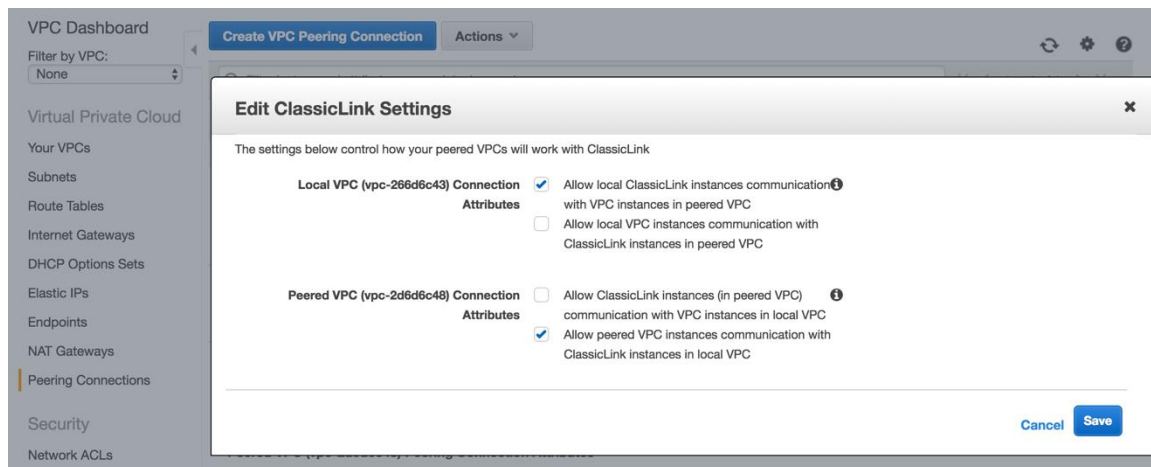 VPC Dashboard
Filter by VPC:
None
Virtual Private Cloud
Your VPCs
Subnets
Route Tables
Internet Gateways
DHCP Options Sets
Elastic IPs
Endpoints
NAT Gateways
Peering Connections
Security
Network ACLs
Create VPC Peering Connection
Actions
Edit ClassicLink Settings
The settings below control how your peered VPCs will work with ClassicLink
Local VPC (vpc-266d6c43) Connection
Attributes
Allow local ClassicLink instances communication
with VPC instances in peered VPC
Allow local VPC instances communication with
ClassicLink instances in peered VPC
Peered VPC (vpc-2d6d6c48) Connection
Attributes
Allow ClassicLink instances (in peered VPC)
communication with VPC instances in local VPC
Allow peered VPC instances communication with
ClassicLink instances in local VPC
Cancel
Save